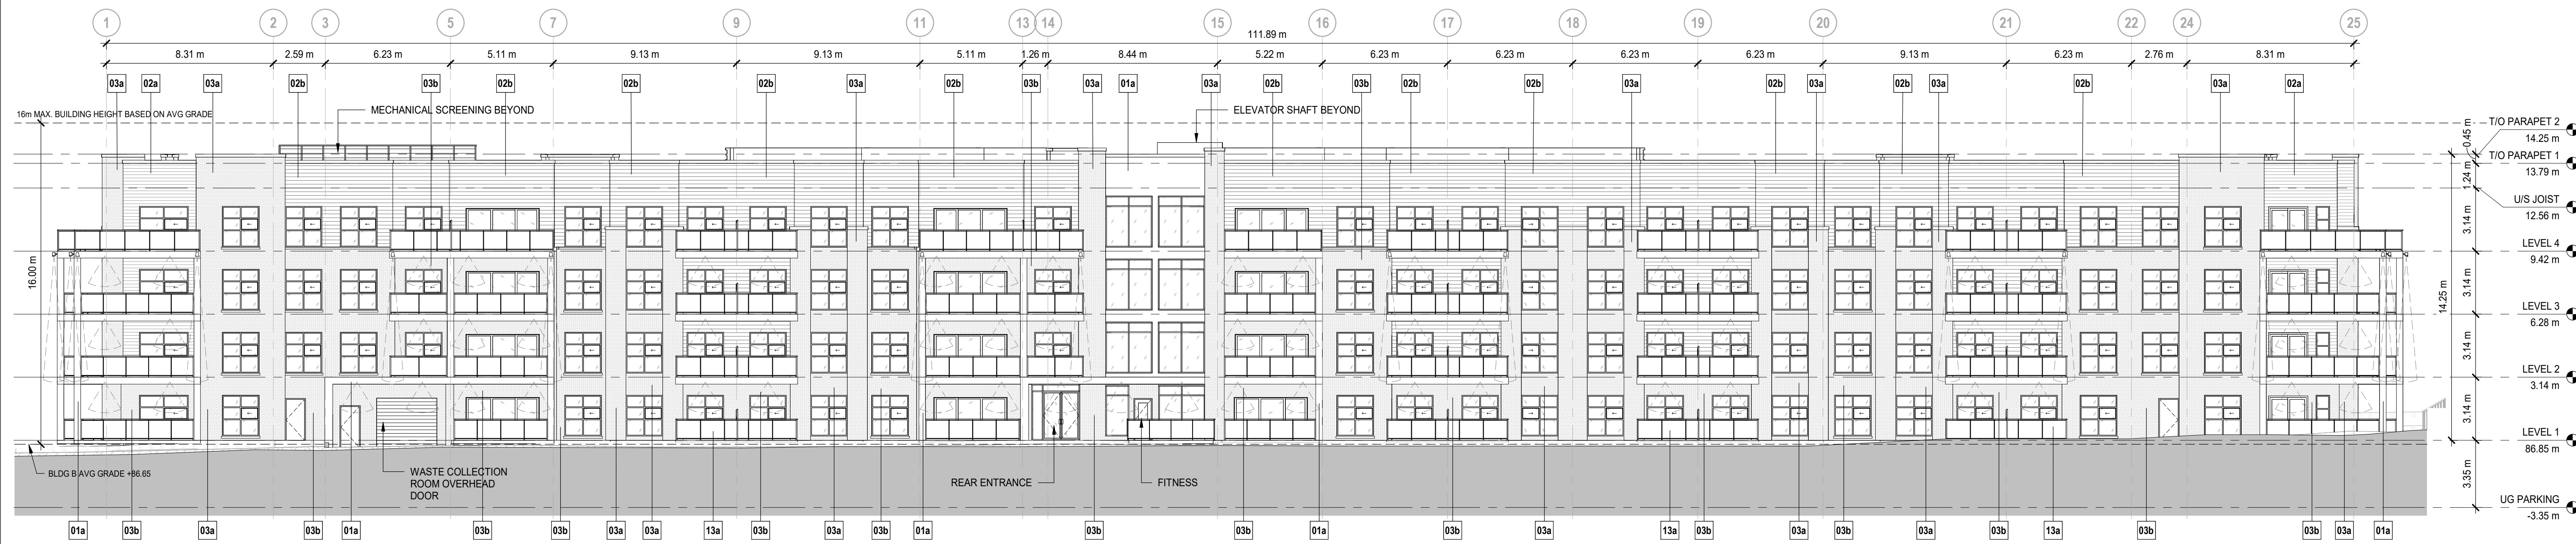 1 2 3 5 7 9 11 13 14 15 16 17 18 19 20 21 22 24 25
111.89 m
8.31 m 2.59 m 6.23 m 5.11 m 9.13 m 9.13 m 5.11 m 1.26 m 8.44 m 5.22 m 6.23 m 6.23 m 6.23 m 6.23 m 9.13 m 6.23 m 2.76 m 8.31 m
03a 02a 03a 02b 03b 02b 02b 02b 03a 02b 03b 03a 01a 03a 02b 03b 02b 02b 03a 02b 03a 02b 03a 02b 03a 02a
16m MAX. BUILDING HEIGHT BASED ON AVG GRADE
MECHANICAL SCREENING BEYOND
ELEVATOR SHAFT BEYOND
T/O PARAPET 2
14.25 m
T/O PARAPET 1
13.79 m
U/S JOIST
12.56 m
LEVEL 4
9.42 m
LEVEL 3
6.28 m
LEVEL 2
3.14 m
LEVEL 1
86.85 m
UG PARKING
-3.35 m
0.45 m
1.24 m
3.14 m
3.14 m
3.14 m
3.14 m
3.35 m
14.25 m
16.00 m
BLDG B AVG GRADE +86.65
WASTE COLLECTION
ROOM OVERHEAD
DOOR
REAR ENTRANCE
FITNESS
01a 03b 03a 03b 01a 03b 03b 03a 03a 13a 03b 03a 03b 01a 03b 03b 01a 03b 03a 13a 03b 03a 03b 03a 03b 13a 03b 03b 03a 01a